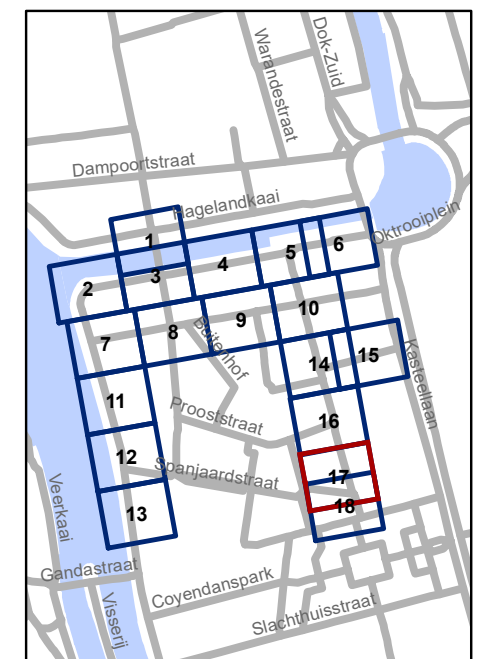 Dok-Zuid
Warandestraat
Dampoortstraat
Hagelandkaai
Oktrooiplein
1
2
3
4
5
6
7
8
9
10
Buitenhof
11
14
15
Kasteellaan
Prooststraat
16
12
Spanjaardstraat
17
13
18
Veerkaai
Gandastraat
Coyendanspark
Visserij
Slachthuisstraat